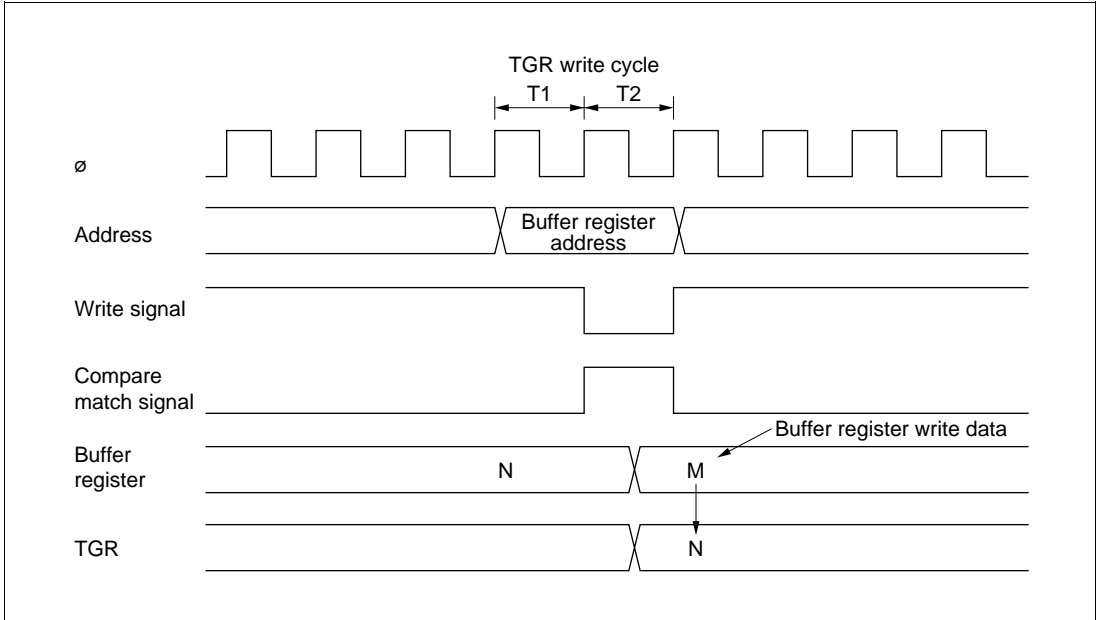 TGR write cycle
T1 T2
ø
Address
Buffer register
address
Write signal
Compare
match signal
Buffer register write data
Buffer
register
N M
TGR
N